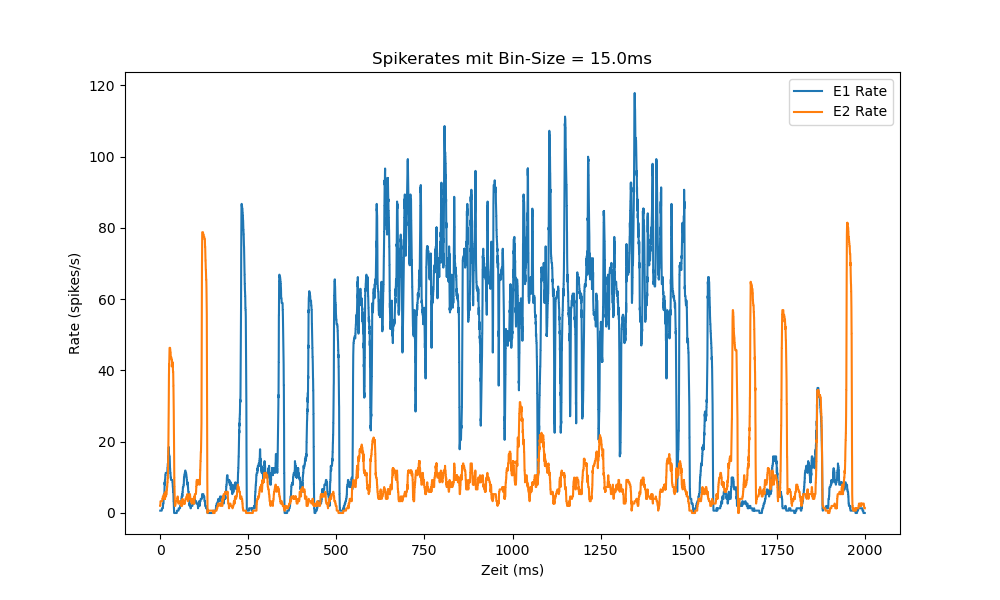 Spikerates mit Bin-Size = 15.0ms
E1 Rate
E2 Rate
Rate (spikes/s)
120
100
80
60
40
20
0
0 250 500 750 1000 1250 1500 1750 2000
Zeit (ms)